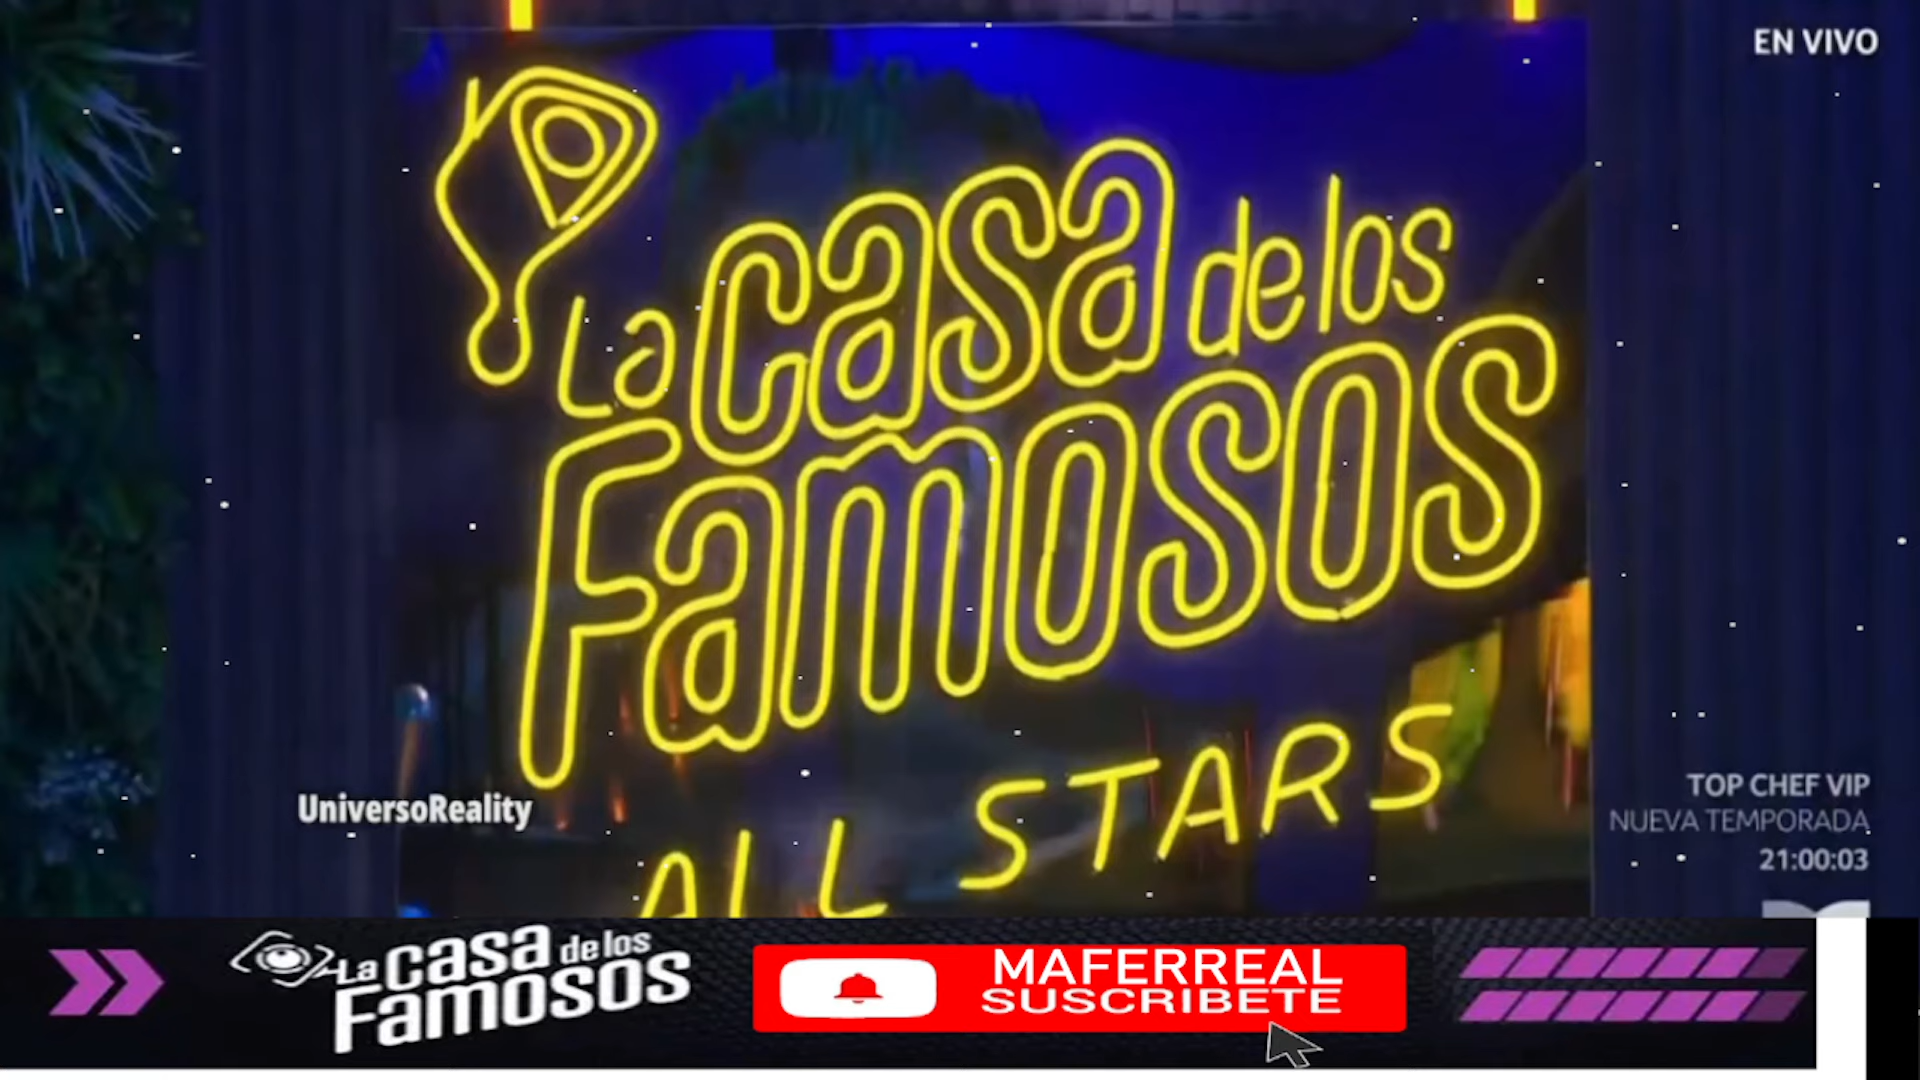 EN VIVO
La casa de los
Famosos
ALL STARS
UniversoReality
TOP CHEF VIP
NUEVA TEMPORADA
21:00:03
La casa de los
Famosos
MAFERREAL
SUSCRIBETE